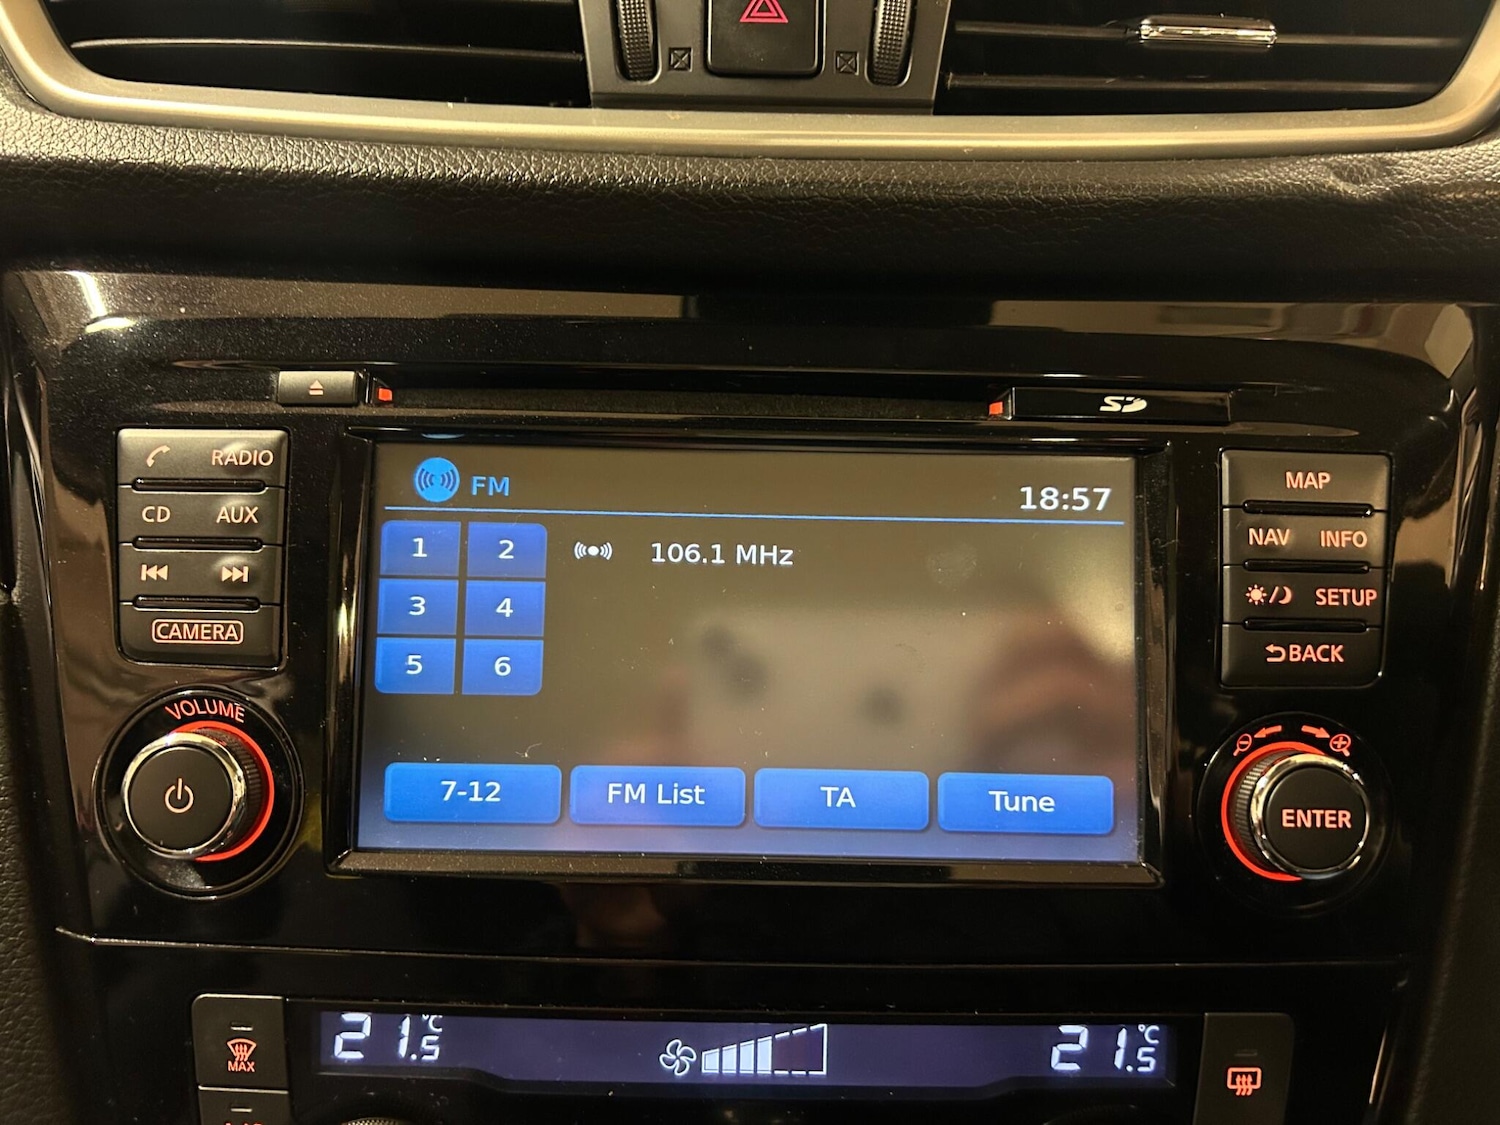 SD
RADIO
CD AUX
CAMERA
VOLUME
FM
18:57
1 2
106.1 MHz
3 4
5 6
7-12
FM List
TA
Tune
MAP
NAV INFO
SETUP
BACK
ENTER
21.5 °C
21.5 °C
MAX